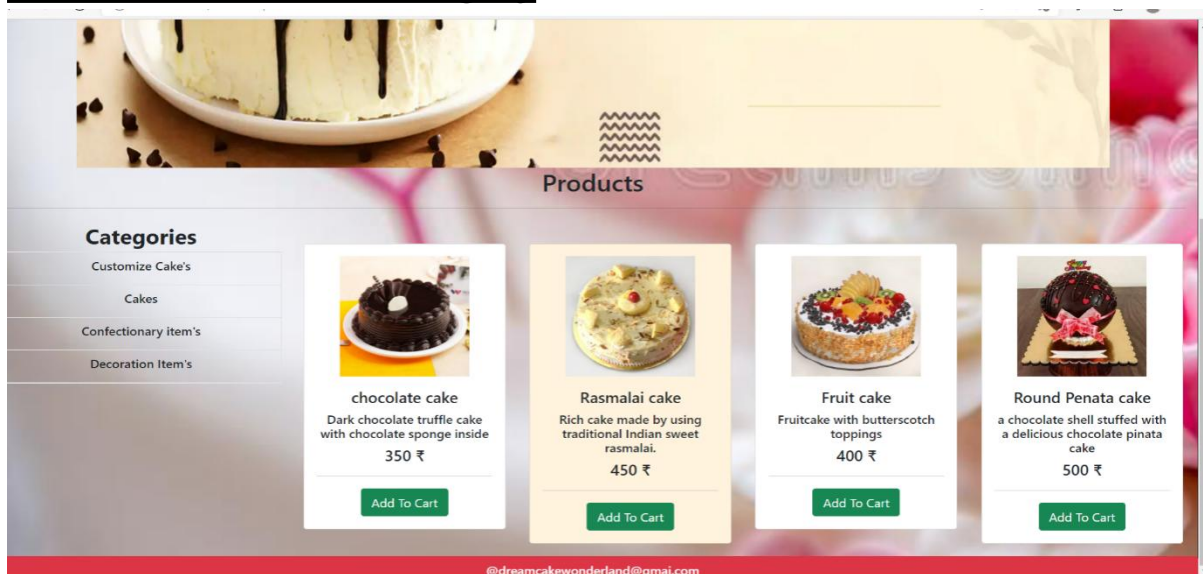 Products
Categories
Customize Cake's
Cakes
Confectionary item's
Decoration Item's
chocolate cake
Dark chocolate truffle cake
with chocolate sponge inside
350 ₹
Add To Cart
Rasmalai cake
Rich cake made by using
traditional Indian sweet
rasmalai.
450 ₹
Add To Cart
Fruit cake
Fruitcake with butterscotch
toppings
400 ₹
Add To Cart
Round Penata cake
a chocolate shell stuffed with
a delicious chocolate pinata
cake
500 ₹
Add To Cart
@dreamcakewonderland@gmai.com